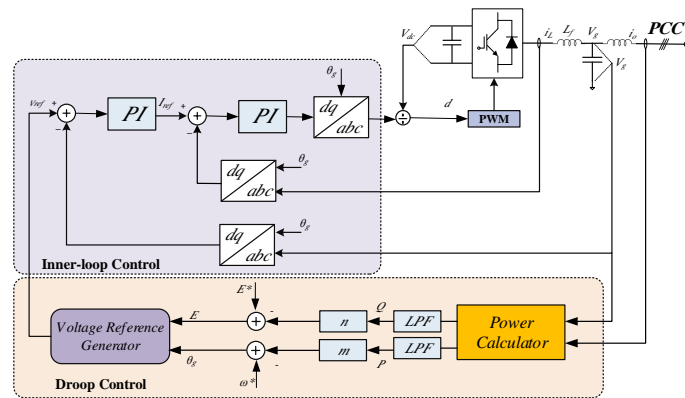 V_dc
i_L
L_f
V_g
i_o
PCC
V_g
θ_g
Vref
+
−
PI
I_ref
+
−
PI
dq
abc
÷
d
PWM
dq
abc
θ_g
dq
abc
θ_g
Inner-loop Control
E*
Voltage Reference
Generator
E
-
n
Q
LPF
Power
Calculator
θ_g
-
m
P
LPF
ω*
Droop Control